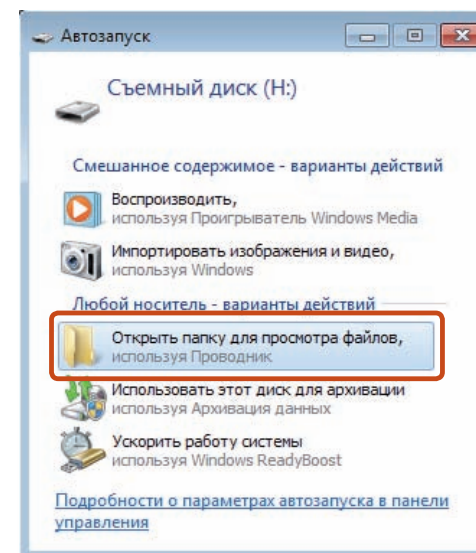 Автозапуск
Съемный диск (H:)
Смешанное содержимое - варианты действий
Воспроизводить,
используя Проигрыватель Windows Media
Импортировать изображения и видео,
используя Windows
Любой носитель - варианты действий
Открыть папку для просмотра файлов,
используя Проводник
Использовать этот диск для архивации
используя Архивация данных
Ускорить работу системы
используя Windows ReadyBoost
Подробности о параметрах автозапуска в панели
управления